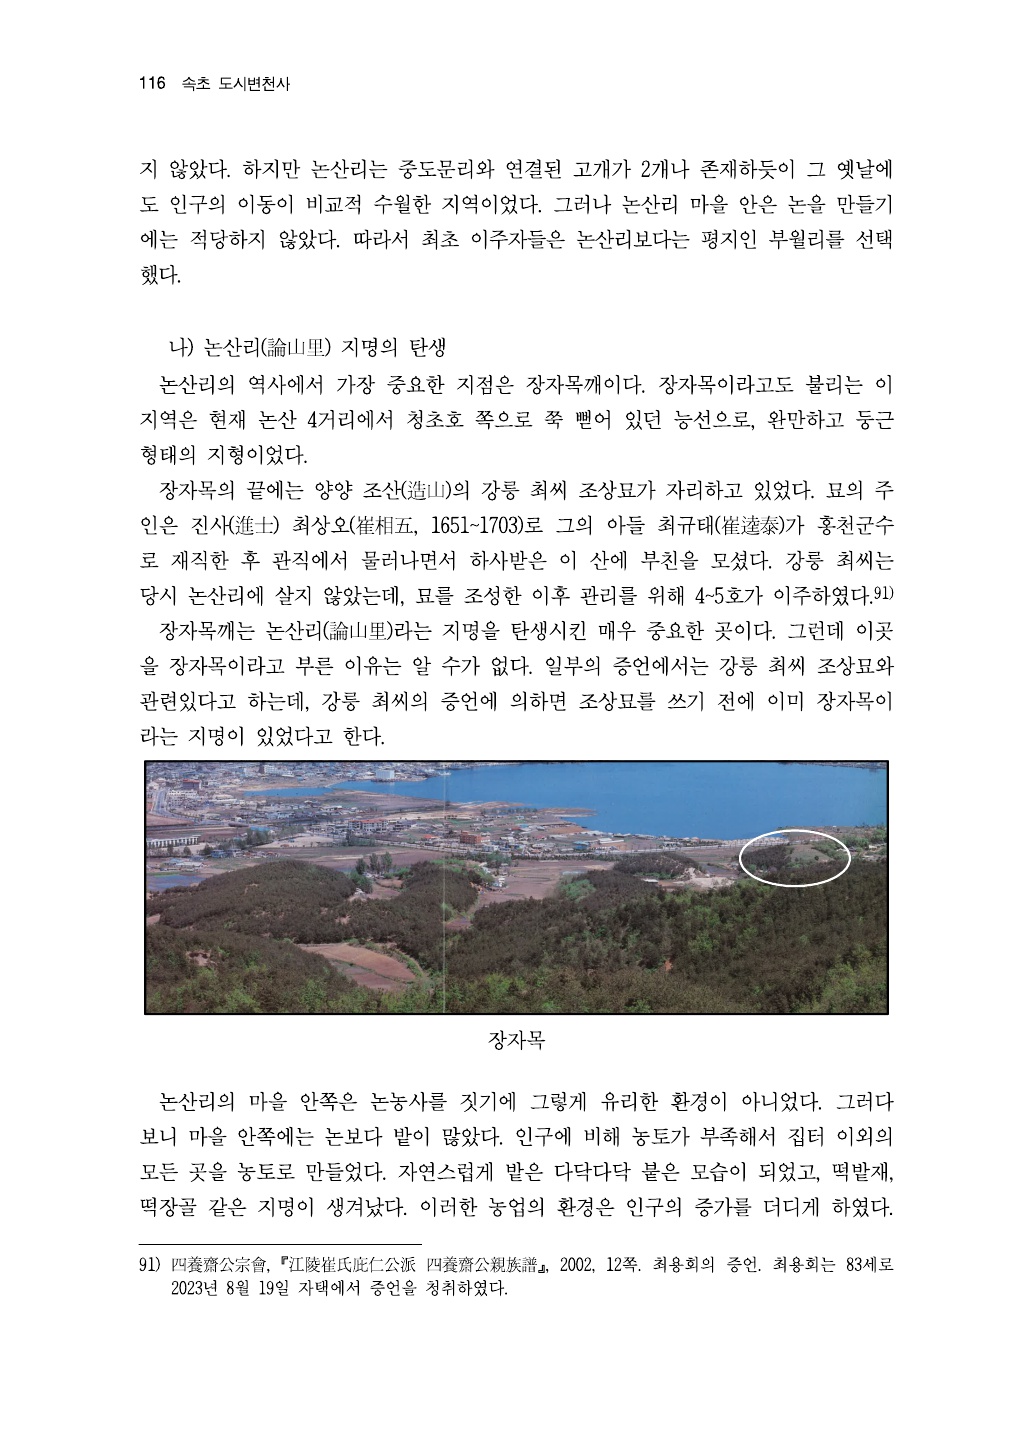 116 속초 도시변천사
지 않았다. 하지만 논산리는 중도문리와 연결된 고개가 2개나 존재하듯이 그 옛날에
도 인구의 이동이 비교적 수월한 지역이었다. 그러나 논산리 마을 안은 논을 만들기
에는 적당하지 않았다. 따라서 최초 이주자들은 논산리보다는 평지인 부월리를 선택
했다.
나) 논산리(論山里) 지명의 탄생
논산리의 역사에서 가장 중요한 지점은 장자목깨이다. 장자목이라고도 불리는 이
지역은 현재 논산 4거리에서 청초호 쪽으로 쭉 뻗어 있던 능선으로, 완만하고 둥근
형태의 지형이었다.
장자목의 끝에는 양양 조산(造山)의 강릉 최씨 조상묘가 자리하고 있었다. 묘의 주
인은 진사(進士) 최상오(崔相五, 1651~1703)로 그의 아들 최규태(崔逵泰)가 홍천군수
로 재직한 후 관직에서 물러나면서 하사받은 이 산에 부친을 모셨다. 강릉 최씨는
당시 논산리에 살지 않았는데, 묘를 조성한 이후 관리를 위해 4~5호가 이주하였다.91)
장자목깨는 논산리(論山里)라는 지명을 탄생시킨 매우 중요한 곳이다. 그런데 이곳
을 장자목이라고 부른 이유는 알 수가 없다. 일부의 증언에서는 강릉 최씨 조상묘와
관련있다고 하는데, 강릉 최씨의 증언에 의하면 조상묘를 쓰기 전에 이미 장자목이
라는 지명이 있었다고 한다.
장자목
논산리의 마을 안쪽은 논농사를 짓기에 그렇게 유리한 환경이 아니었다. 그러다
보니 마을 안쪽에는 논보다 밭이 많았다. 인구에 비해 농토가 부족해서 집터 이외의
모든 곳을 농토로 만들었다. 자연스럽게 밭은 다닥다닥 붙은 모습이 되었고, 떡밭재,
떡장골 같은 지명이 생겨났다. 이러한 농업의 환경은 인구의 증가를 더디게 하였다.
91) 四養齋公宗會, 『江陵崔氏庇仁公派 四養齋公親族譜』, 2002, 12쪽. 최용회의 증언. 최용회는 83세로
2023년 8월 19일 자택에서 증언을 청취하였다.